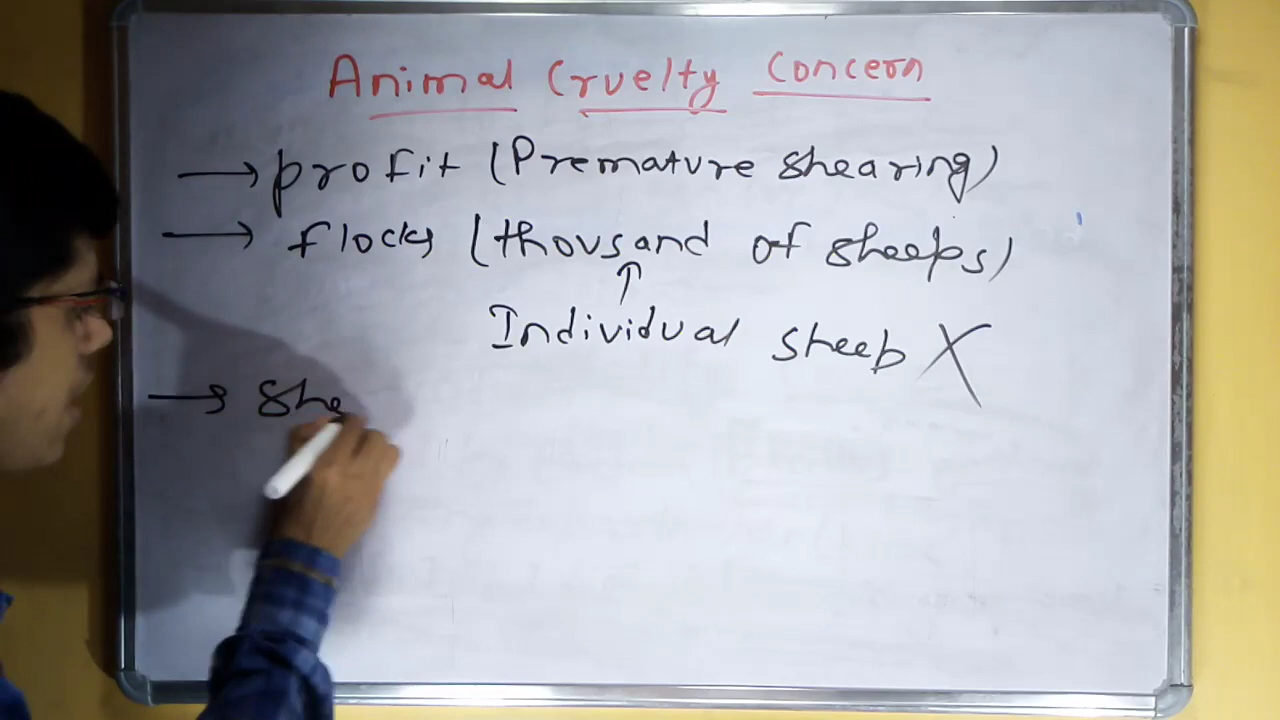 Animal Cruelty Concern
→ profit (Premature shearing)
→ flocks (thousand of sheeps)
↑
Individual sheep X
→ She